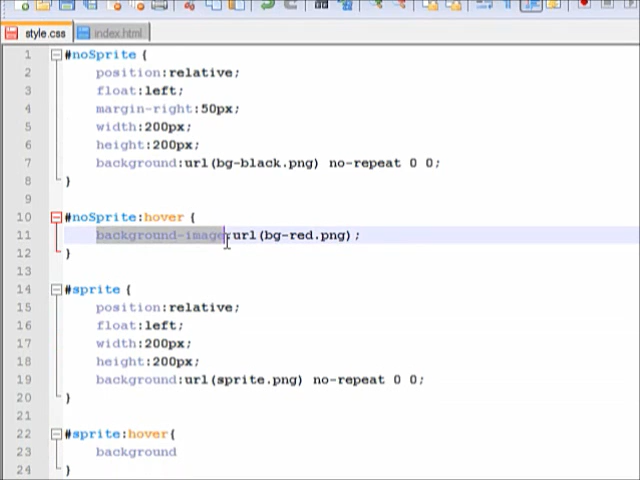 style.css index.html
1 #noSprite {
2 position:relative;
3 float:left;
4 margin-right:50px;
5 width:200px;
6 height:200px;
7 background:url(bg-black.png) no-repeat 0 0;
8 }
9
10 #noSprite:hover {
11 background-image:url(bg-red.png);
12 }
13
14 #sprite {
15 position:relative;
16 float:left;
17 width:200px;
18 height:200px;
19 background:url(sprite.png) no-repeat 0 0;
20 }
21
22 #sprite:hover{
23 background
24 }